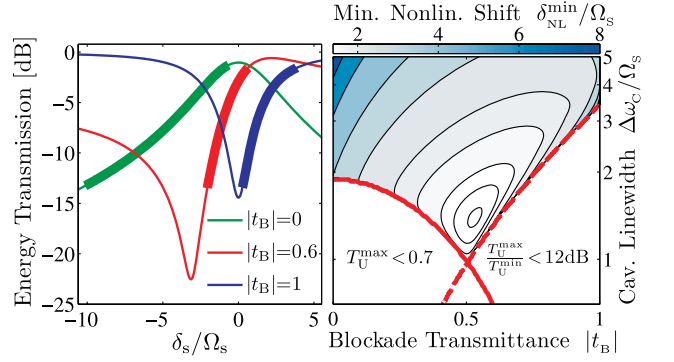 Min. Nonlin. Shift δ_NL^min/Ω_S
2 4 6 8
Energy Transmission [dB]
0
−5
−10
−15
−20
−25
|t_B|=0
|t_B|=0.6
|t_B|=1
−10 −5 0 5
δ_s/Ω_s
T_U^max<0.7
T_U^max/T_U^min<12dB
0 0.5 1
Blockade Transmittance |t_B|
5
4
3
2
1
Cav. Linewidth Δω_C/Ω_S